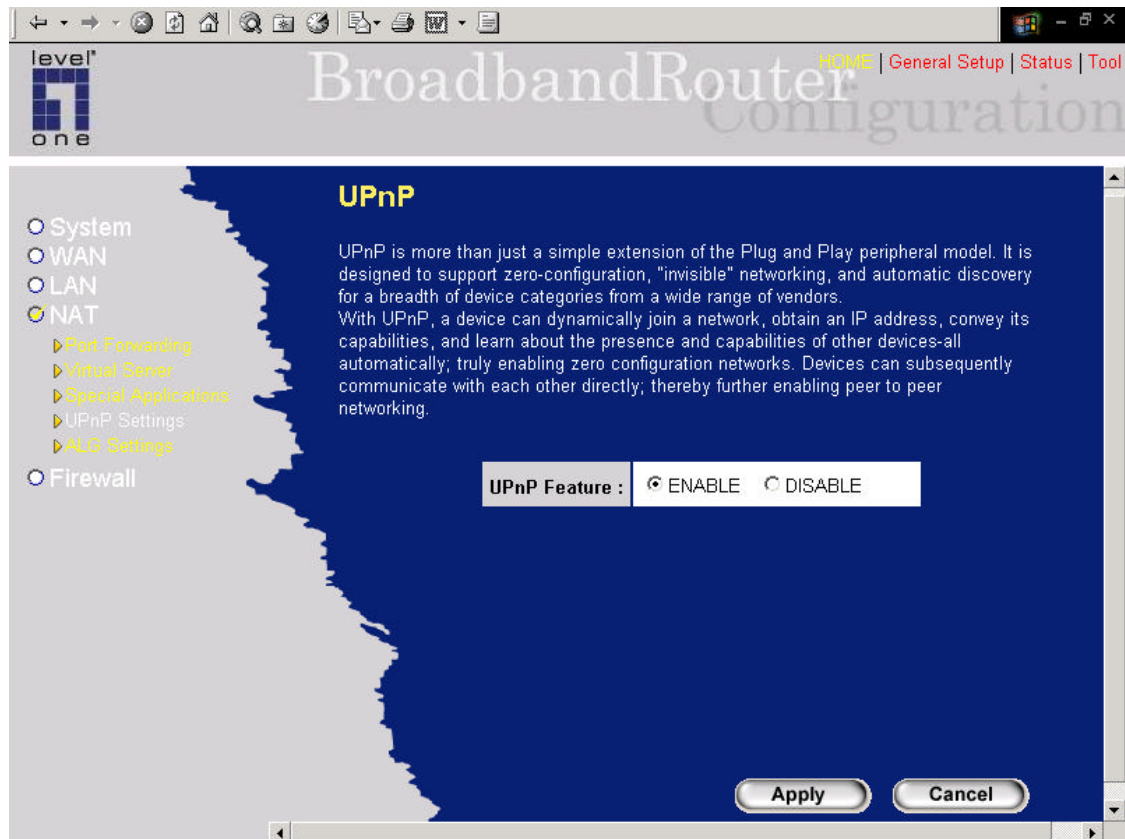 level
one
BroadbandRouter
Configuration
HOME | General Setup | Status | Tool
System
WAN
LAN
NAT
Port Forwarding
Virtual Server
Special Applications
UPnP Settings
ALG Settings
Firewall
UPnP
UPnP is more than just a simple extension of the Plug and Play peripheral model. It is
designed to support zero-configuration, "invisible" networking, and automatic discovery
for a breadth of device categories from a wide range of vendors.
With UPnP, a device can dynamically join a network, obtain an IP address, convey its
capabilities, and learn about the presence and capabilities of other devices-all
automatically; truly enabling zero configuration networks. Devices can subsequently
communicate with each other directly; thereby further enabling peer to peer
networking.
UPnP Feature : ENABLE DISABLE
Apply Cancel